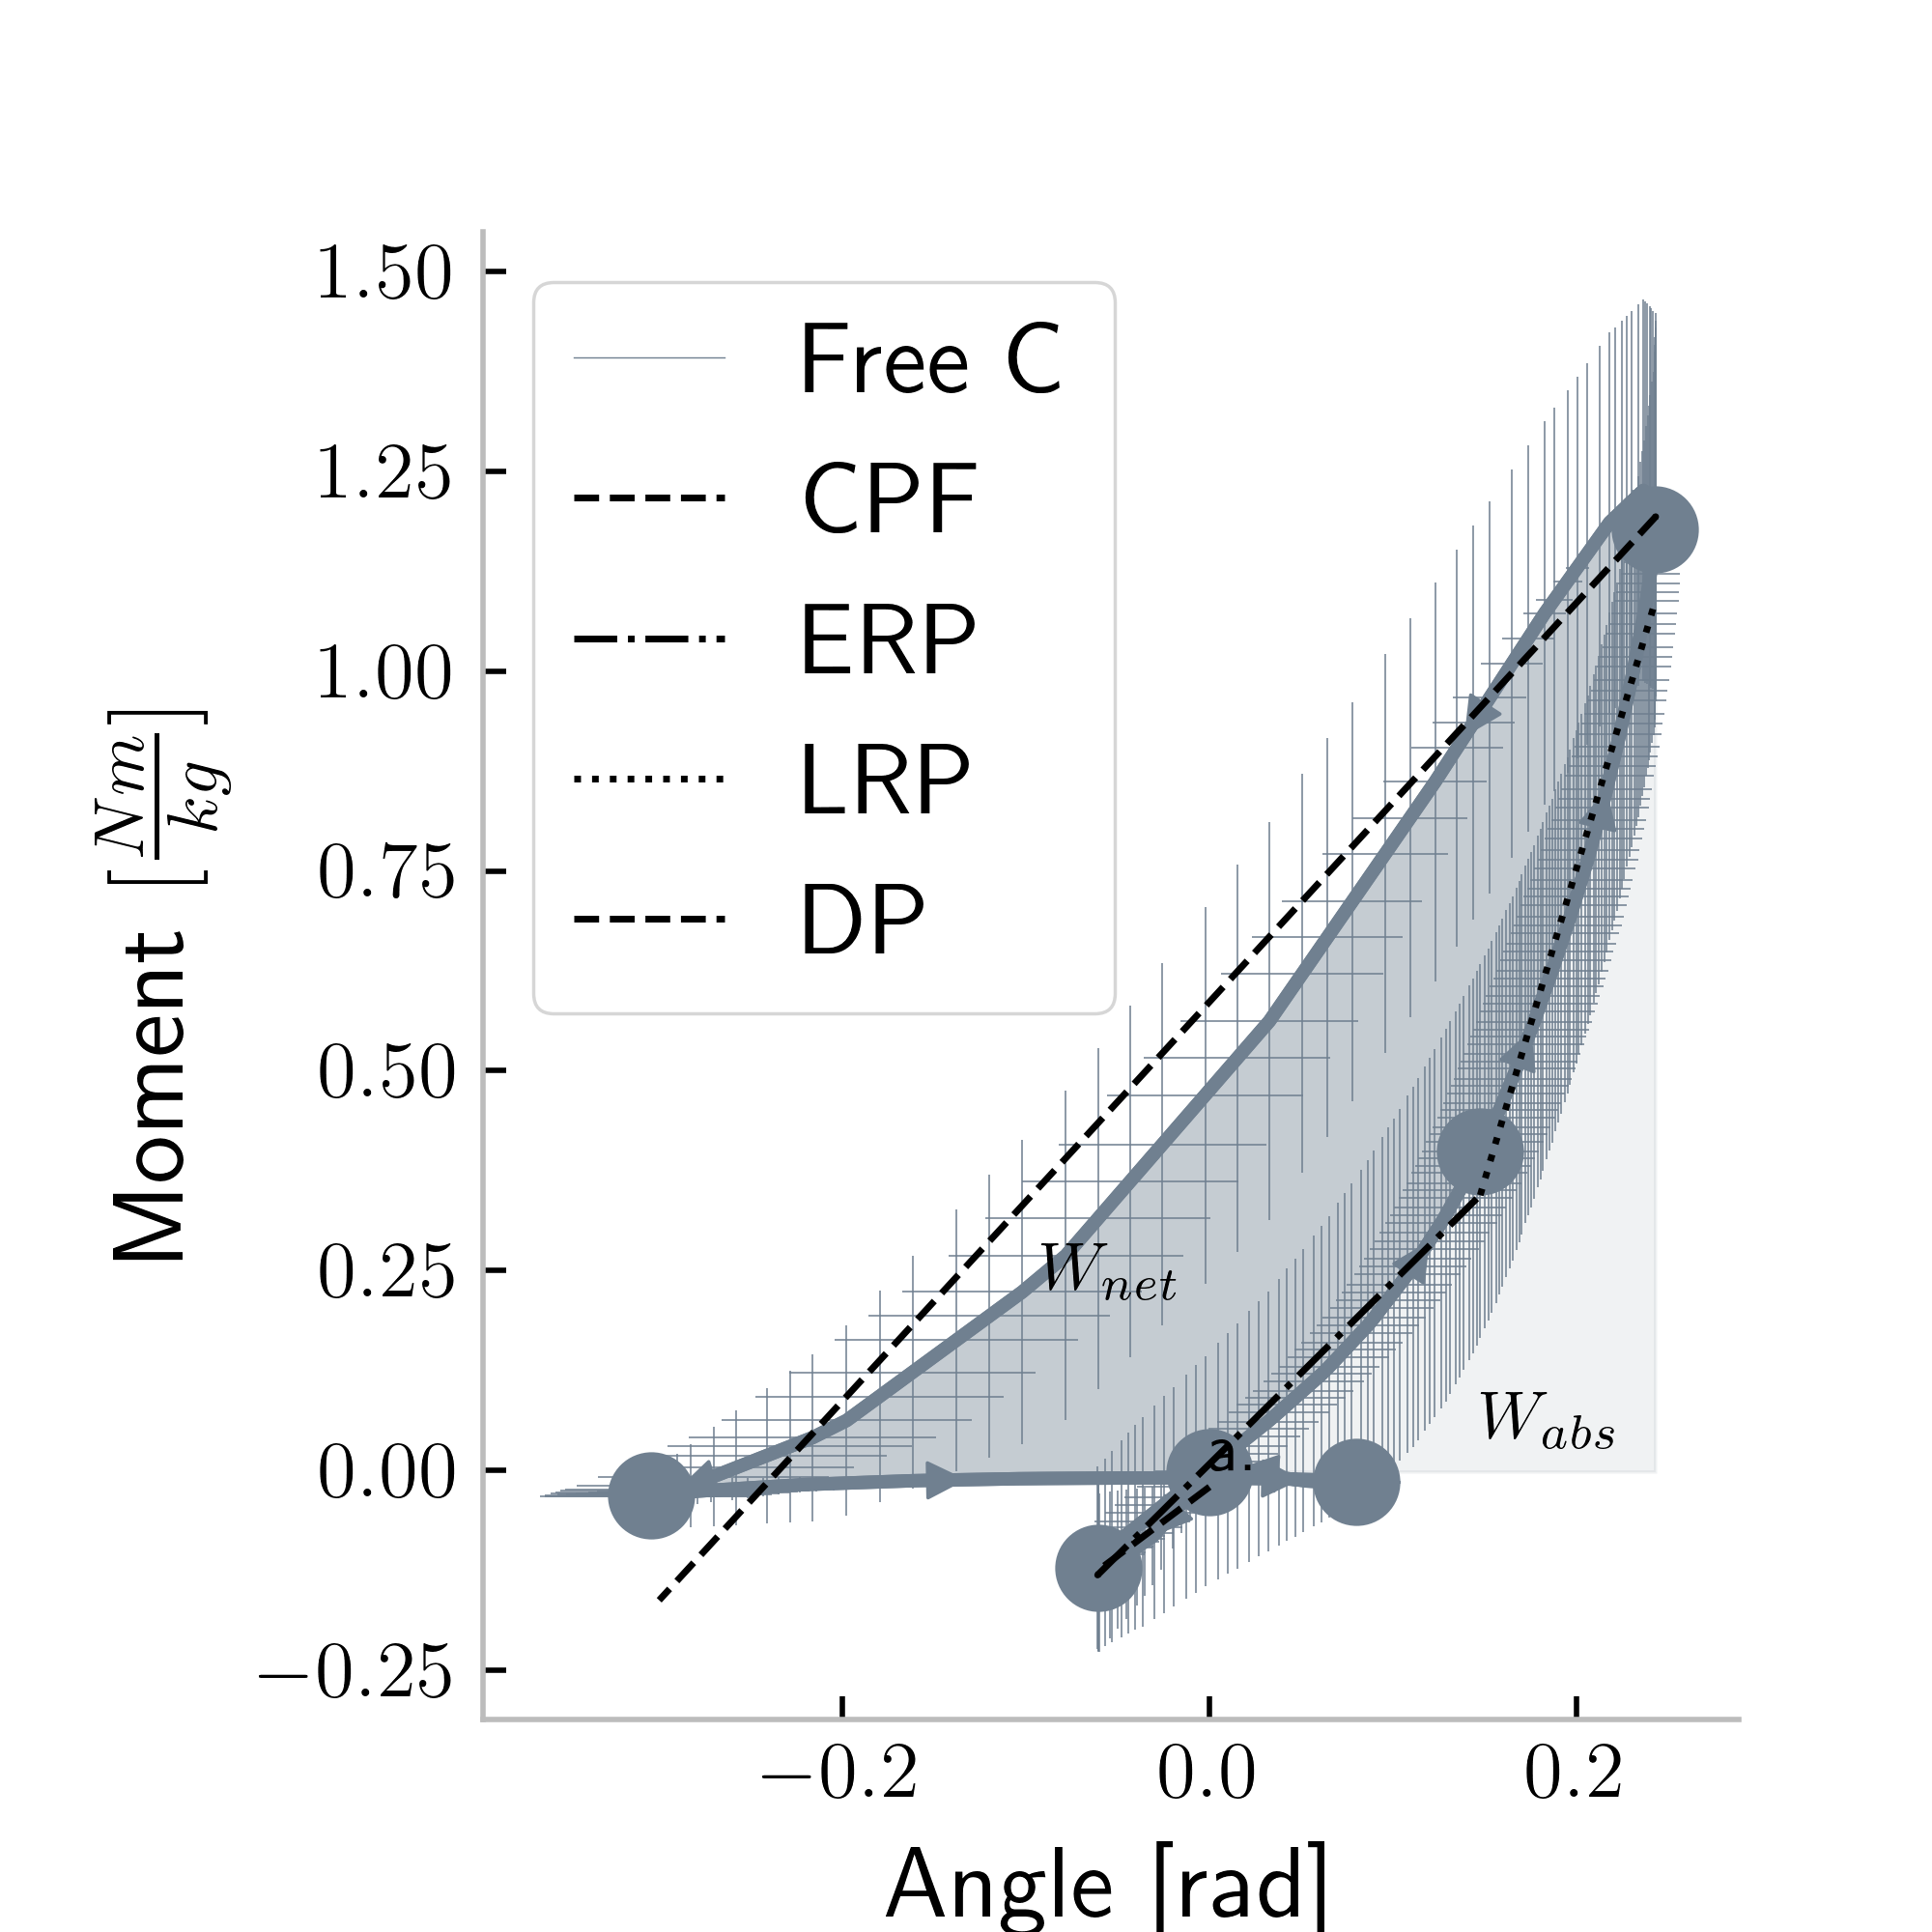 1.50
1.25
1.00
0.75
0.50
0.25
0.00
−0.25
Moment [Nm/kg]
Free C
CPF
ERP
LRP
DP
W_net
W_abs
a.
−0.2
0.0
0.2
Angle [rad]